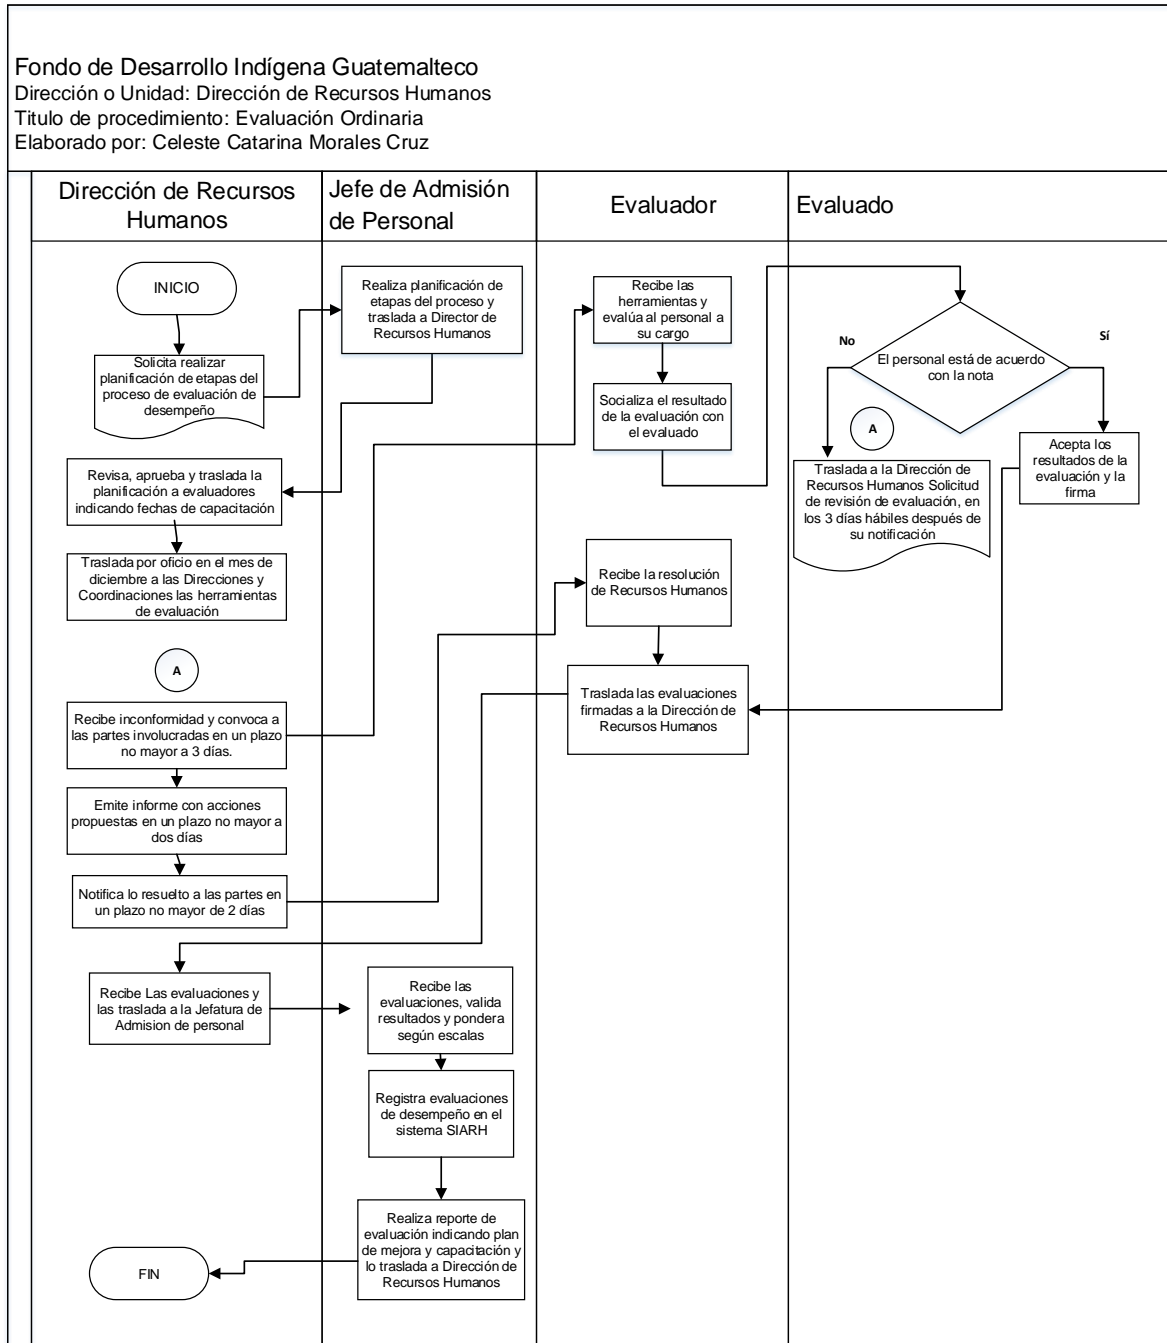 Fondo de Desarrollo Indígena Guatemalteco
Dirección o Unidad: Dirección de Recursos Humanos
Titulo de procedimiento: Evaluación Ordinaria
Elaborado por: Celeste Catarina Morales Cruz
Dirección de Recursos
Humanos
Jefe de Admisión
de Personal
Evaluador
Evaluado
INICIO
Solicita realizar
planificación de etapas del
proceso de evaluación de
desempeño
Realiza planificación de
etapas del proceso y
traslada a Director de
Recursos Humanos
Revisa, aprueba y traslada la
planificación a evaluadores
indicando fechas de capacitación
Traslada por oficio en el mes de
diciembre a las Direcciones y
Coordinaciones las herramientas
de evaluación
Recibe las
herramientas y
evalúa al personal a
su cargo
Socializa el resultado
de la evaluación con
el evaluado
El personal está de acuerdo
con la nota
No
Sí
A
Traslada a la Dirección de
Recursos Humanos Solicitud
de revisión de evaluación, en
los 3 días hábiles después de
su notificación
Acepta los
resultados de la
evaluación y la
firma
A
Recibe inconformidad y convoca a
las partes involucradas en un plazo
no mayor a 3 días.
Emite informe con acciones
propuestas en un plazo no mayor a
dos días
Notifica lo resuelto a las partes en
un plazo no mayor de 2 días
Recibe la resolución
de Recursos Humanos
Traslada las evaluaciones
firmadas a la Dirección de
Recursos Humanos
Recibe Las evaluaciones y
las traslada a la Jefatura de
Admision de personal
Recibe las
evaluaciones, valida
resultados y pondera
según escalas
Registra evaluaciones
de desempeño en el
sistema SIARH
Realiza reporte de
evaluación indicando plan
de mejora y capacitación y
lo traslada a Dirección de
Recursos Humanos
FIN